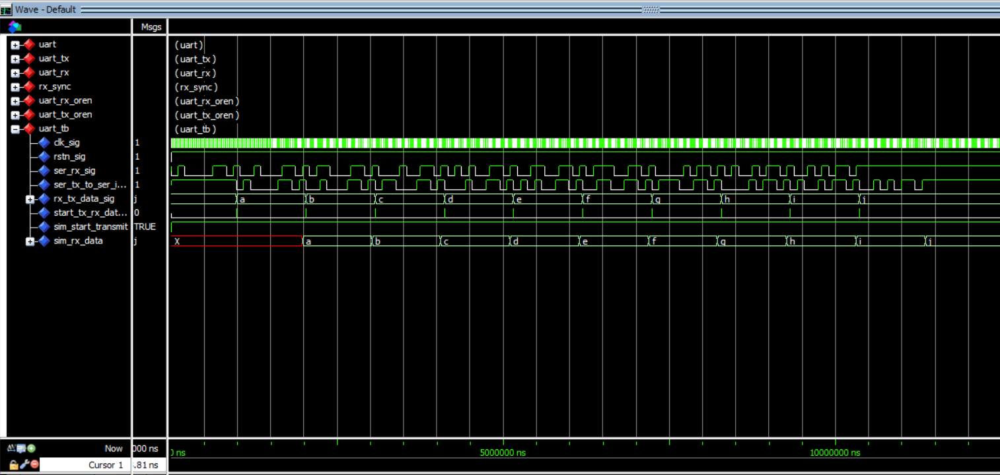 Wave - Default
Msgs
uart (uart)
uart_tx (uart_tx)
uart_rx (uart_rx)
rx_sync (rx_sync)
uart_rx_oren (uart_rx_oren)
uart_tx_oren (uart_tx_oren)
uart_tb (uart_tb)
clk_sig 1
rstn_sig 1
ser_rx_sig 1
ser_tx_to_ser_i... 1
rx_tx_data_sig j a b c d e f g h i j
start_tx_rx_dat... 0
sim_start_transmit TRUE
sim_rx_data j X a b c d e f g h i j
Now 000 ns
0 ns 5000000 ns 10000000 ns
Cursor 1 .81 ns